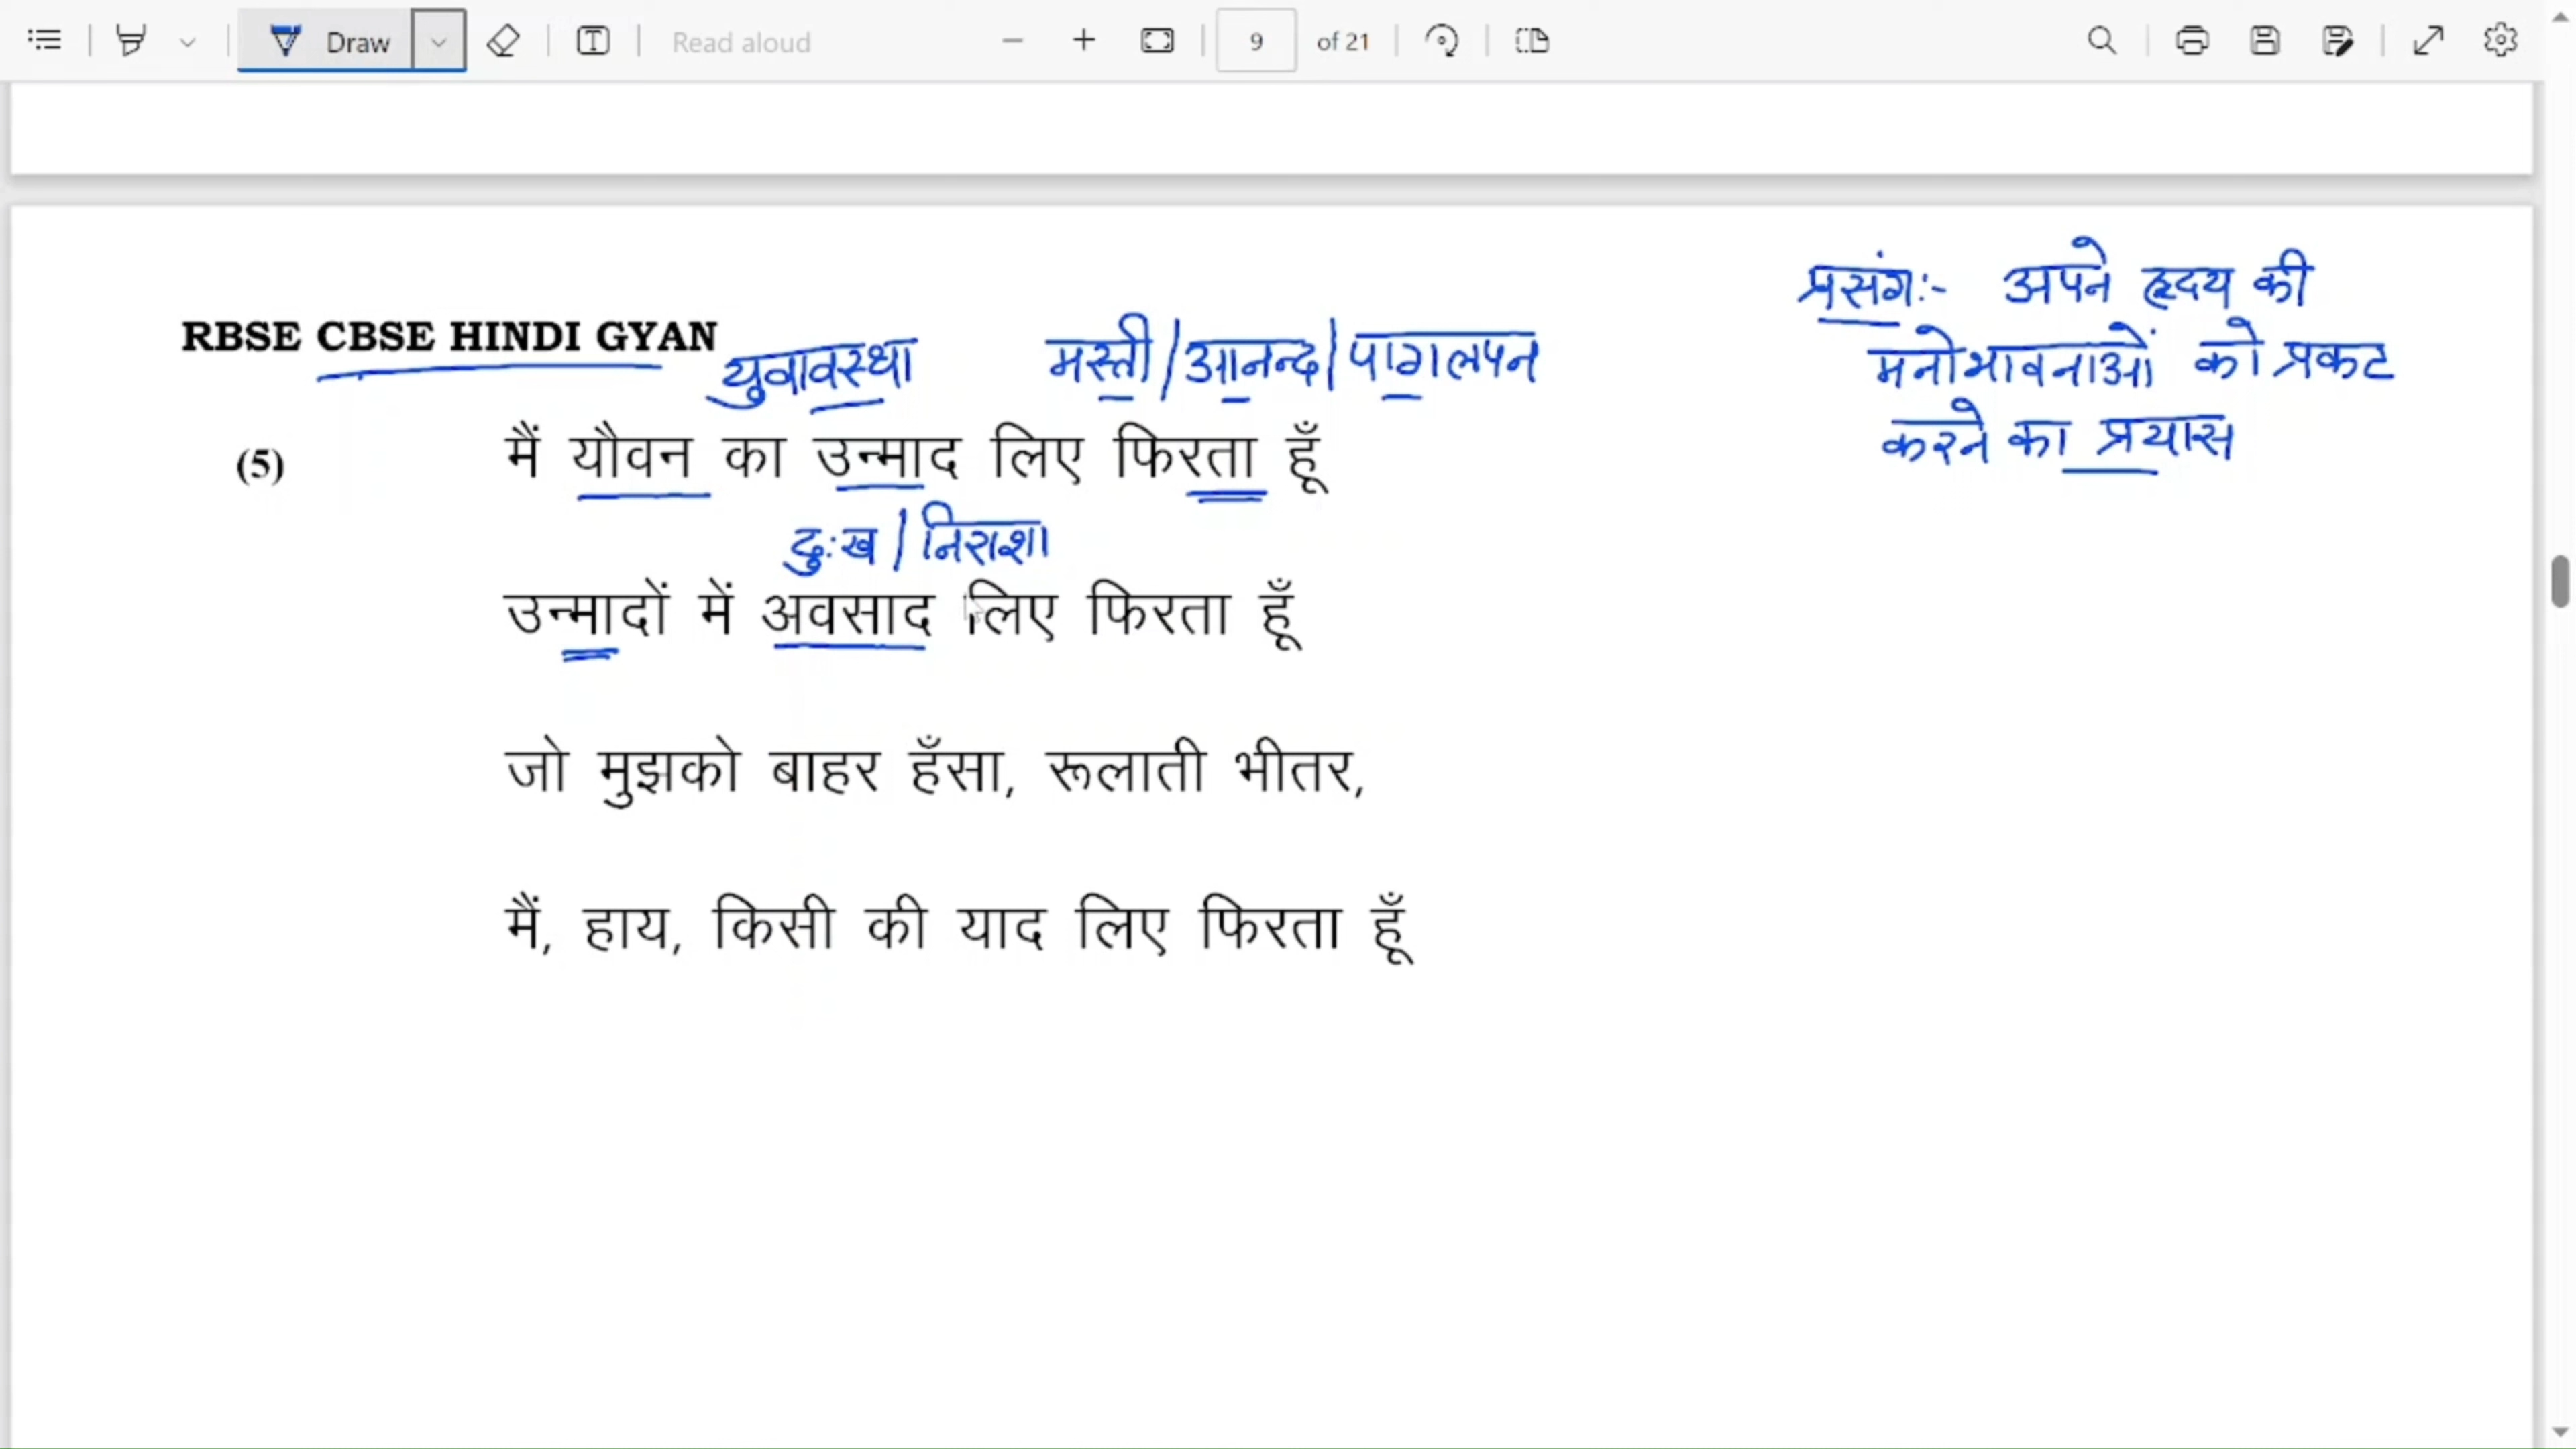 Draw Read aloud 9 of 21
प्रसंग:- अपने हृदय की
मनोभावनाओं को प्रकट
करने का प्रयास
RBSE CBSE HINDI GYAN
युवावस्था मस्ती/आनन्द/पागलपन
(5) मैं यौवन का उन्माद लिए फिरता हूँ
दु:ख/निराशा
उन्मादों में अवसाद लिए फिरता हूँ
जो मुझको बाहर हँसा, रूलाती भीतर,
मैं, हाय, किसी की याद लिए फिरता हूँ